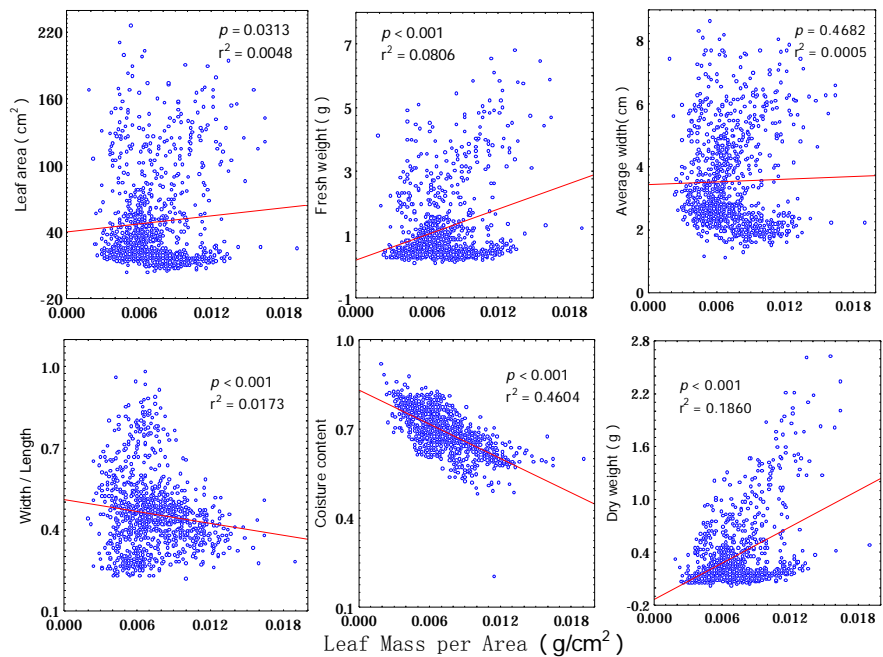 Leaf area ( cm²)
220
160
100
40
-20
p = 0.0313
r² = 0.0048
0.000 0.006 0.012 0.018
Fresh weight ( g )
7
5
3
1
-1
p < 0.001
r² = 0.0806
0.000 0.006 0.012 0.018
Average width( cm )
8
6
4
2
0
p = 0.4682
r² = 0.0005
0.000 0.006 0.012 0.018
Width / Length
1.0
0.7
0.4
0.1
p < 0.001
r² = 0.0173
0.000 0.006 0.012 0.018
Coisture content
1.0
0.7
0.4
0.1
p < 0.001
r² = 0.4604
0.000 0.006 0.012 0.018
Dry weight ( g )
2.8
2.2
1.6
1.0
0.4
-0.2
p < 0.001
r² = 0.1860
0.000 0.006 0.012 0.018
Leaf Mass per Area ( g/cm²)